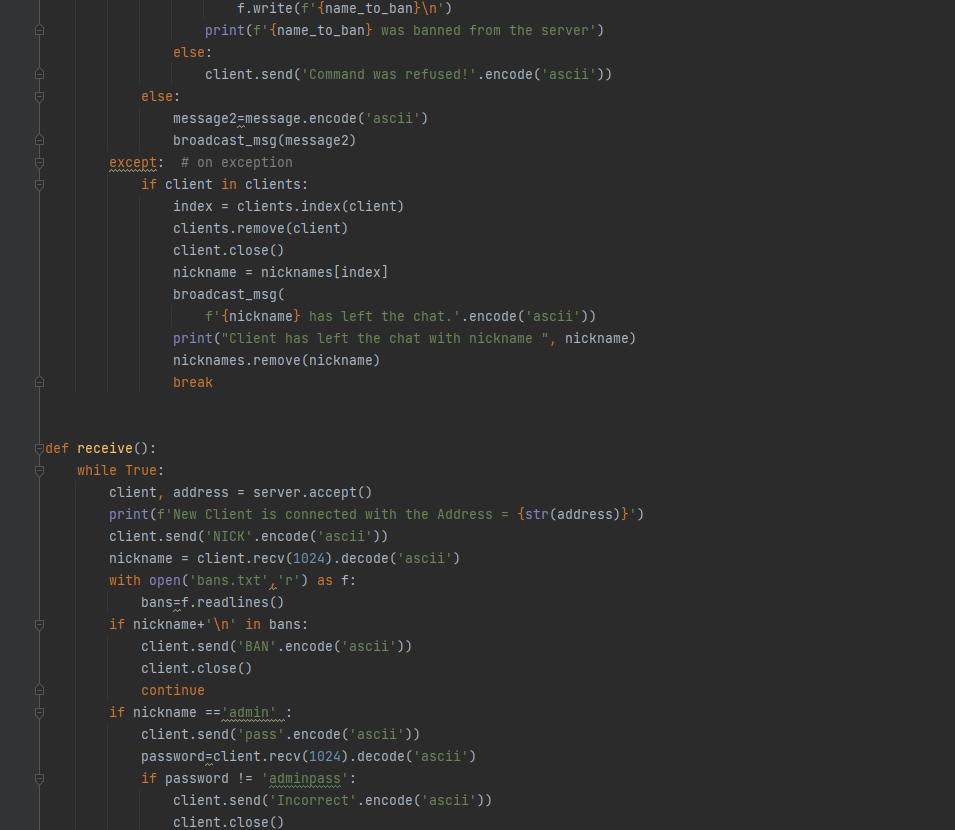 f.write(f'{name_to_ban}\n')
print(f'{name_to_ban} was banned from the server')
else:
client.send('Command was refused!'.encode('ascii'))
else:
message2=message.encode('ascii')
broadcast_msg(message2)
except:  # on exception
if client in clients:
index = clients.index(client)
clients.remove(client)
client.close()
nickname = nicknames[index]
broadcast_msg(
f'{nickname} has left the chat.'.encode('ascii'))
print("Client has left the chat with nickname ", nickname)
nicknames.remove(nickname)
break
def receive():
while True:
client, address = server.accept()
print(f'New Client is connected with the Address = {str(address)}')
client.send('NICK'.encode('ascii'))
nickname = client.recv(1024).decode('ascii')
with open('bans.txt','r') as f:
bans=f.readlines()
if nickname+'\n' in bans:
client.send('BAN'.encode('ascii'))
client.close()
continue
if nickname =='admin' :
client.send('pass'.encode('ascii'))
password=client.recv(1024).decode('ascii')
if password != 'adminpass':
client.send('Incorrect'.encode('ascii'))
client.close()